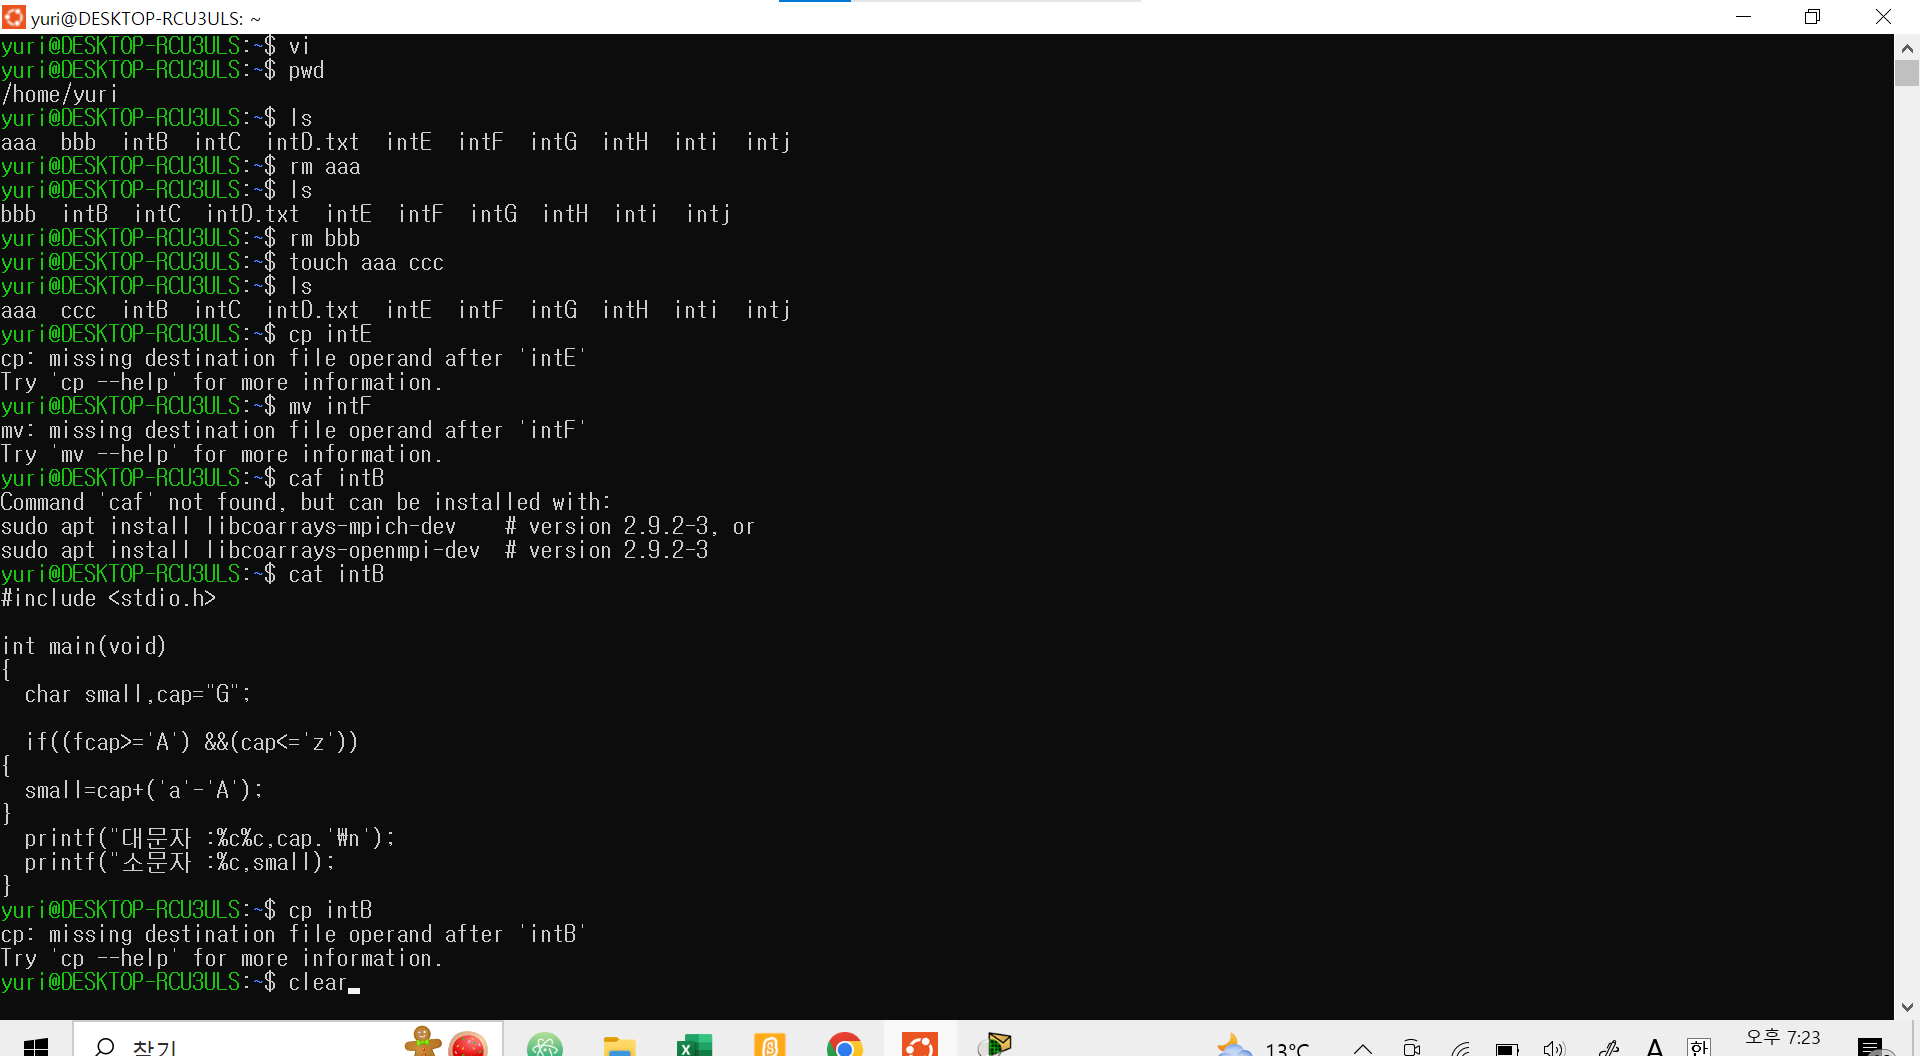 yuri@DESKTOP-RCU3ULS: ~
yuri@DESKTOP-RCU3ULS:~$ vi
yuri@DESKTOP-RCU3ULS:~$ pwd
/home/yuri
yuri@DESKTOP-RCU3ULS:~$ ls
aaa  bbb  intB  intC  intD.txt  intE  intF  intG  intH  inti  intj
yuri@DESKTOP-RCU3ULS:~$ rm aaa
yuri@DESKTOP-RCU3ULS:~$ ls
bbb  intB  intC  intD.txt  intE  intF  intG  intH  inti  intj
yuri@DESKTOP-RCU3ULS:~$ rm bbb
yuri@DESKTOP-RCU3ULS:~$ touch aaa ccc
yuri@DESKTOP-RCU3ULS:~$ ls
aaa  ccc  intB  intC  intD.txt  intE  intF  intG  intH  inti  intj
yuri@DESKTOP-RCU3ULS:~$ cp intE
cp: missing destination file operand after 'intE'
Try 'cp --help' for more information.
yuri@DESKTOP-RCU3ULS:~$ mv intF
mv: missing destination file operand after 'intF'
Try 'mv --help' for more information.
yuri@DESKTOP-RCU3ULS:~$ caf intB
Command 'caf' not found, but can be installed with:
sudo apt install libcoarrays-mpich-dev    # version 2.9.2-3, or
sudo apt install libcoarrays-openmpi-dev  # version 2.9.2-3
yuri@DESKTOP-RCU3ULS:~$ cat intB
#include <stdio.h>
int main(void)
{
  char small,cap="G";
  if((fcap>='A') &&(cap<='z'))
{
  small=cap+('a'-'A');
}
  printf("대문자 :%c%c,cap.'₩n');
  printf("소문자 :%c,small);
}
yuri@DESKTOP-RCU3ULS:~$ cp intB
cp: missing destination file operand after 'intB'
Try 'cp --help' for more information.
yuri@DESKTOP-RCU3ULS:~$ clear
찾기
13°C
A
한
오후 7:23